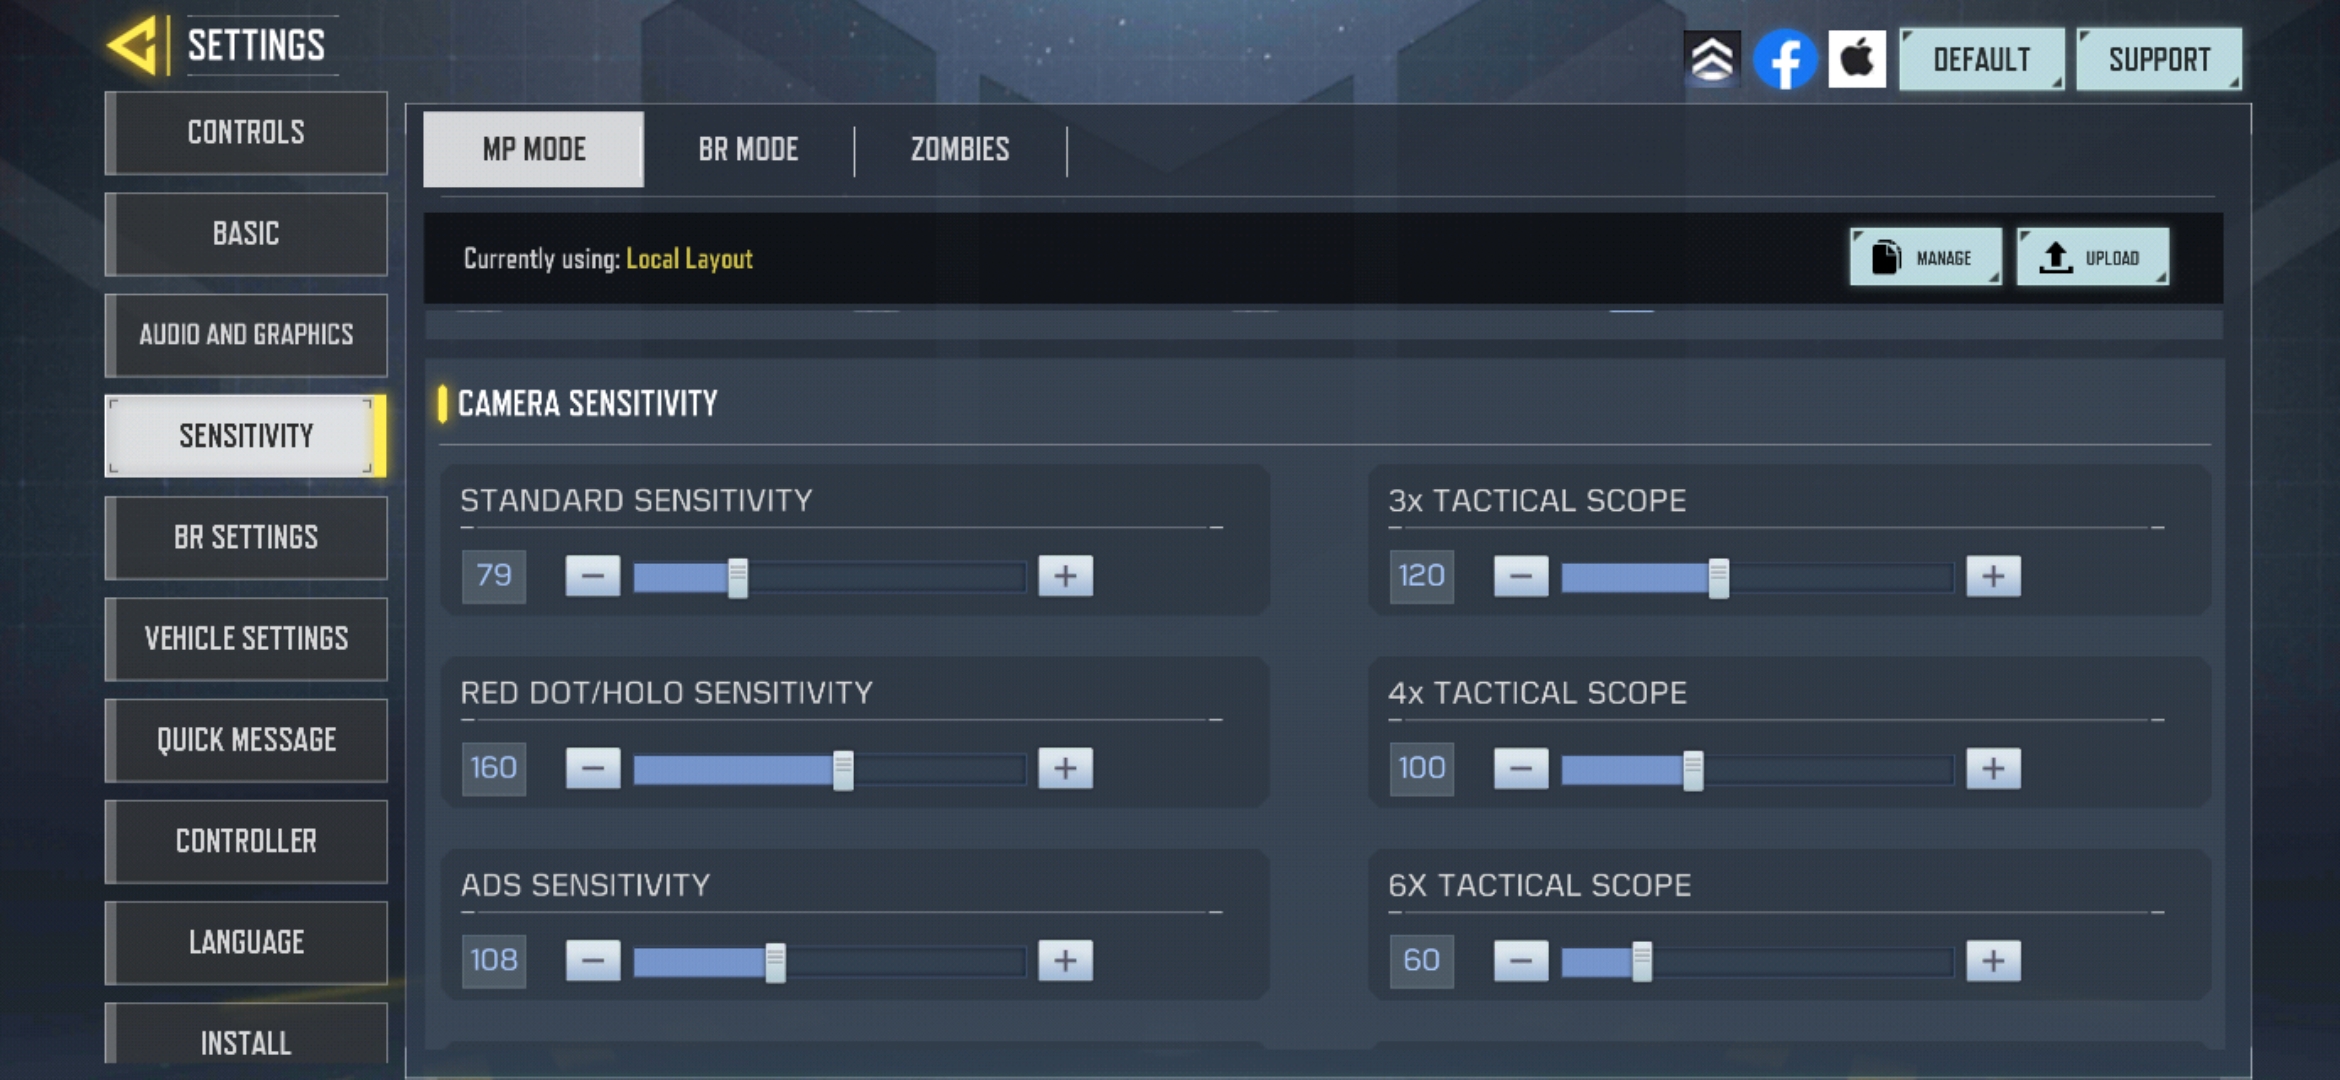 SETTINGS
DEFAULT
SUPPORT
CONTROLS
BASIC
AUDIO AND GRAPHICS
SENSITIVITY
BR SETTINGS
VEHICLE SETTINGS
QUICK MESSAGE
CONTROLLER
LANGUAGE
INSTALL
MP MODE
BR MODE
ZOMBIES
Currently using: Local Layout
MANAGE
UPLOAD
CAMERA SENSITIVITY
STANDARD SENSITIVITY
79
3x TACTICAL SCOPE
120
RED DOT/HOLO SENSITIVITY
160
4x TACTICAL SCOPE
100
ADS SENSITIVITY
108
6X TACTICAL SCOPE
60